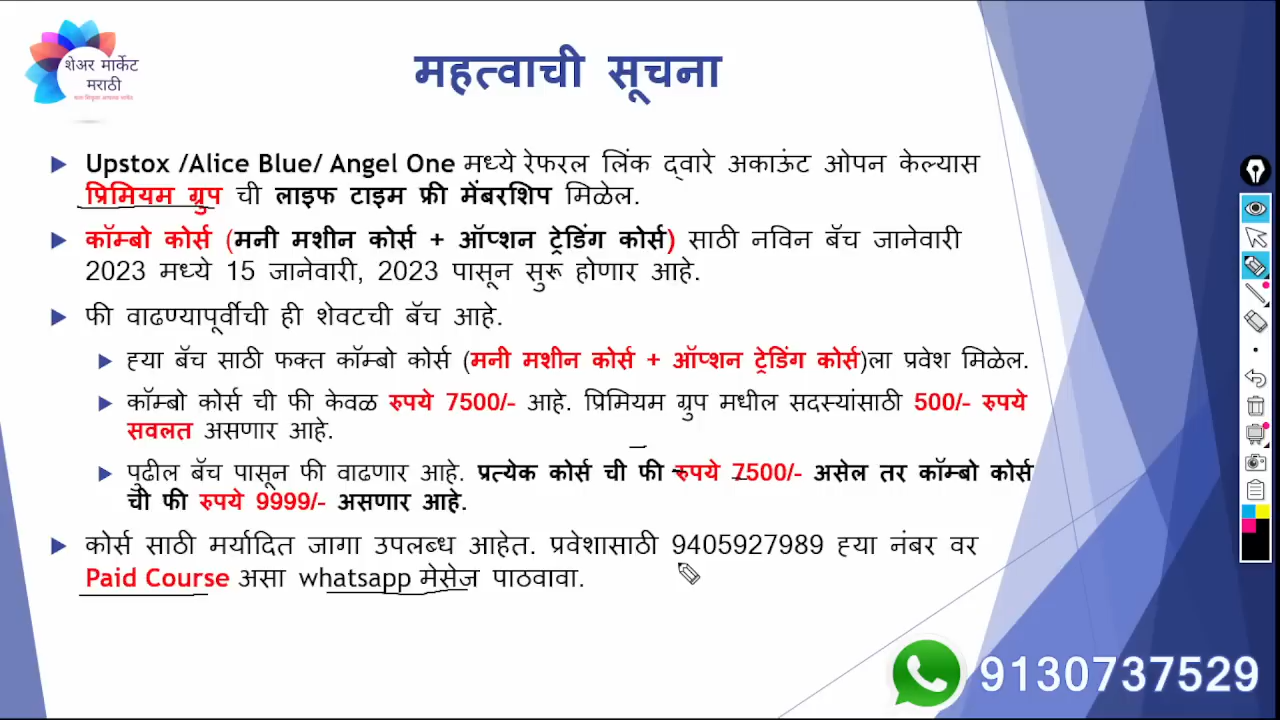 शेअर मार्केट
मराठी
महत्वाची सूचना
Upstox /Alice Blue/ Angel One मध्ये रेफरल लिंक द्वारे अकाऊंट ओपन केल्यास
प्रिमियम ग्रुप ची लाइफ टाइम फ्री मेंबरशिप मिळेल.
कॉम्बो कोर्स (मनी मशीन कोर्स + ऑप्शन ट्रेडिंग कोर्स) साठी नविन बॅच जानेवारी
2023 मध्ये 15 जानेवारी, 2023 पासून सुरू होणार आहे.
फी वाढण्यापूर्वीची ही शेवटची बॅच आहे.
ह्या बॅच साठी फक्त कॉम्बो कोर्स (मनी मशीन कोर्स + ऑप्शन ट्रेडिंग कोर्स)ला प्रवेश मिळेल.
कॉम्बो कोर्स ची फी केवळ रुपये 7500/- आहे. प्रिमियम ग्रुप मधील सदस्यांसाठी 500/- रुपये
सवलत असणार आहे.
पुढील बॅच पासून फी वाढणार आहे. प्रत्येक कोर्स ची फी रुपये 7500/- असेल तर कॉम्बो कोर्स
ची फी रुपये 9999/- असणार आहे.
कोर्स साठी मर्यादित जागा उपलब्ध आहेत. प्रवेशासाठी 9405927989 ह्या नंबर वर
Paid Course असा whatsapp मेसेज पाठवावा.
9130737529